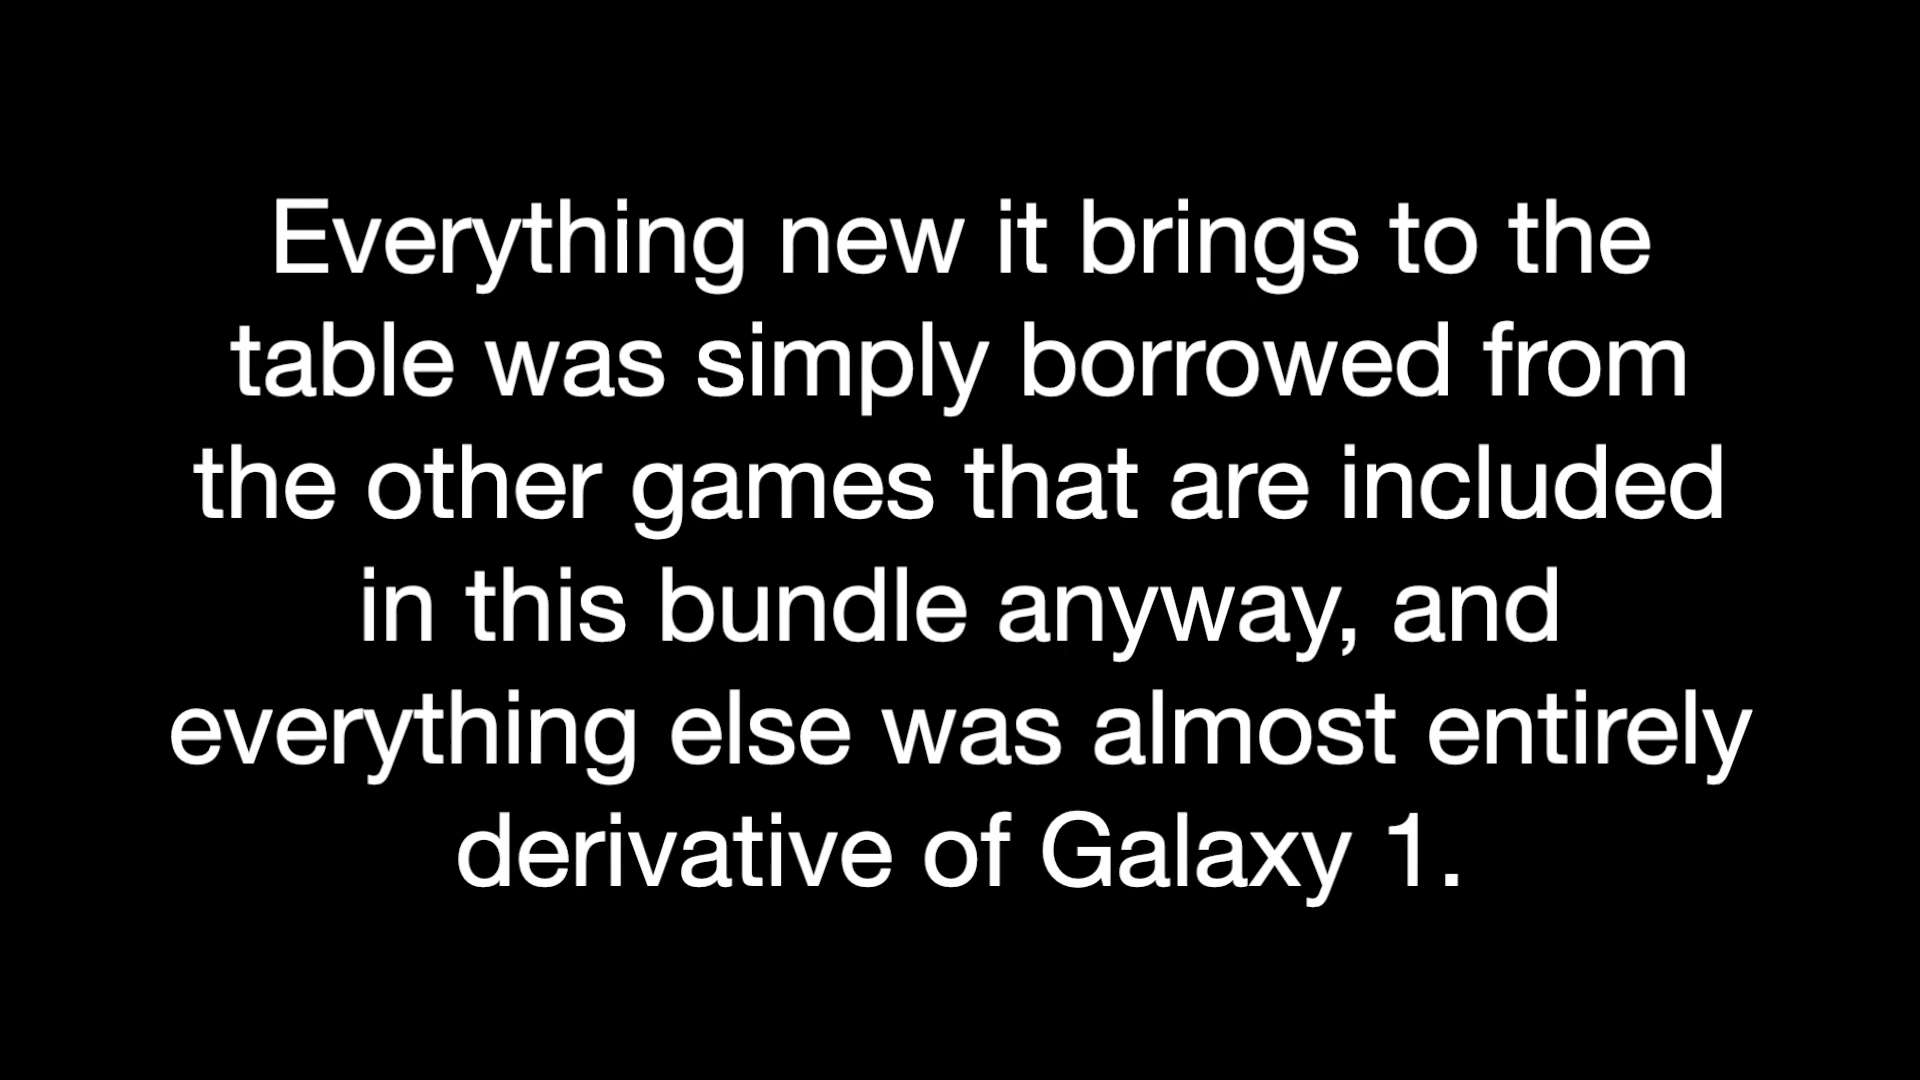 Everything new it brings to the
table was simply borrowed from
the other games that are included
in this bundle anyway, and
everything else was almost entirely
derivative of Galaxy 1.